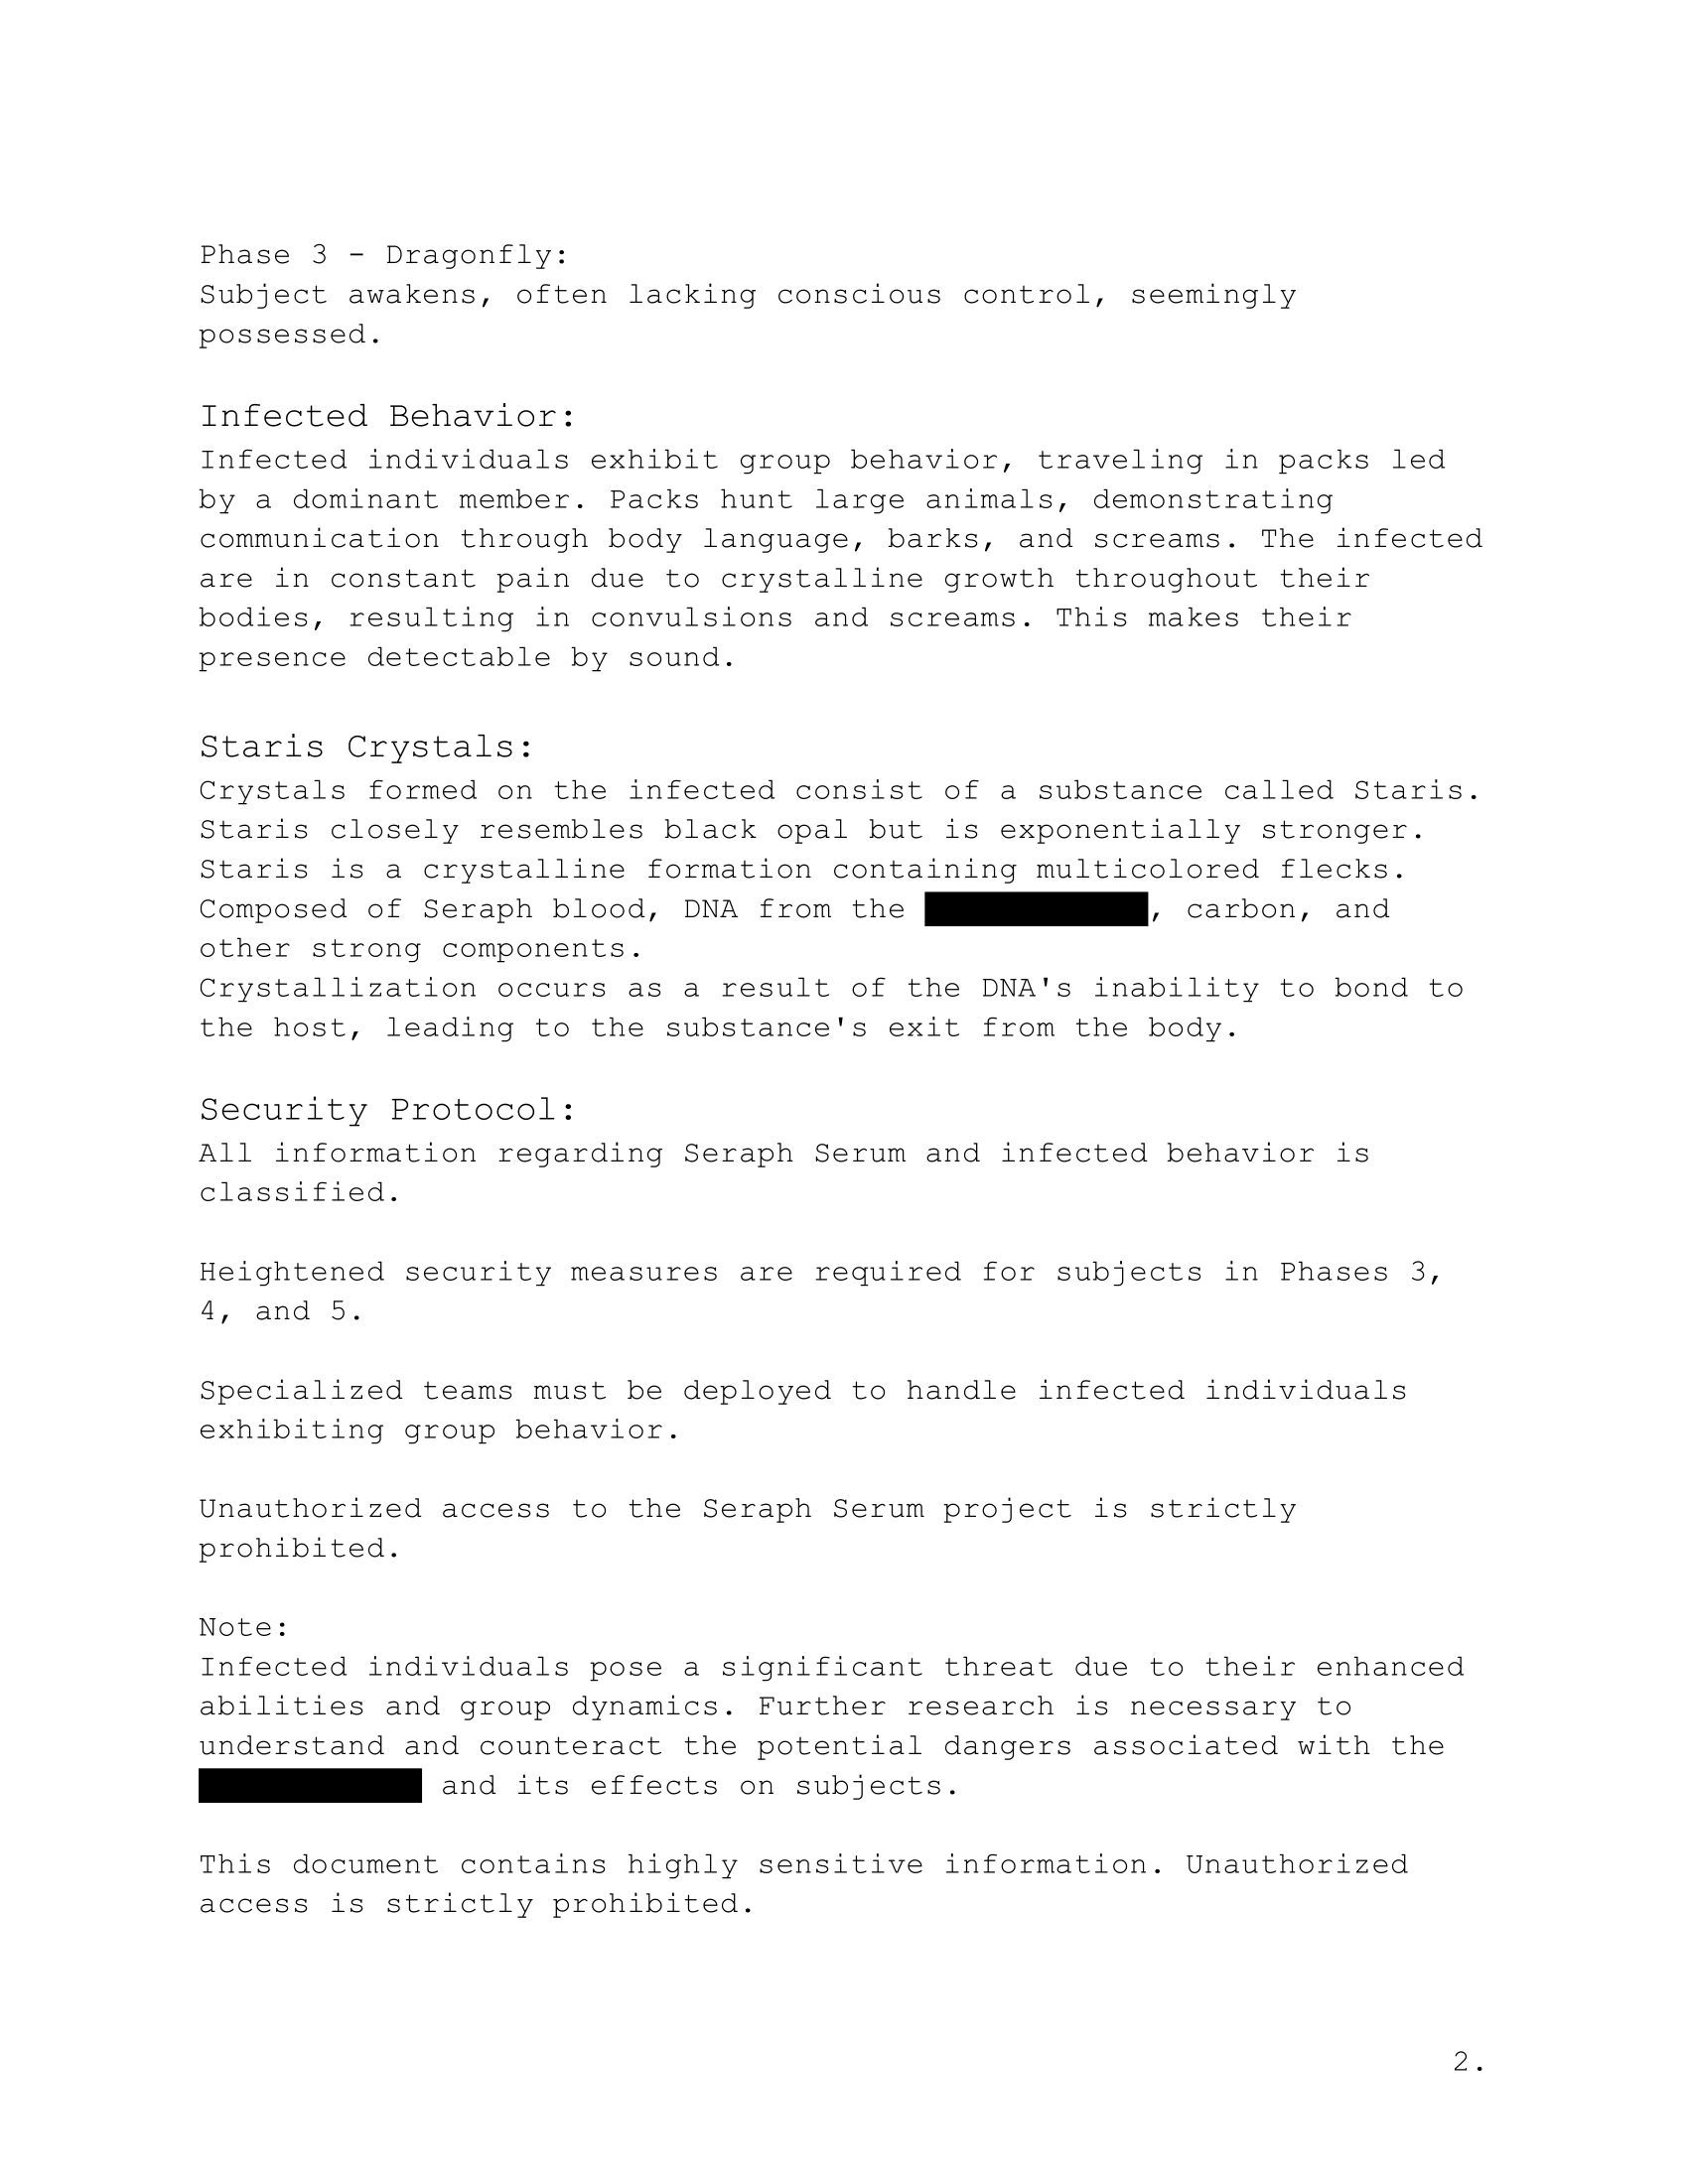 Phase 3 - Dragonfly:
Subject awakens, often lacking conscious control, seemingly
possessed.
Infected Behavior:
Infected individuals exhibit group behavior, traveling in packs led
by a dominant member. Packs hunt large animals, demonstrating
communication through body language, barks, and screams. The infected
are in constant pain due to crystalline growth throughout their
bodies, resulting in convulsions and screams. This makes their
presence detectable by sound.
Staris Crystals:
Crystals formed on the infected consist of a substance called Staris.
Staris closely resembles black opal but is exponentially stronger.
Staris is a crystalline formation containing multicolored flecks.
Composed of Seraph blood, DNA from the , carbon, and
other strong components.
Crystallization occurs as a result of the DNA's inability to bond to
the host, leading to the substance's exit from the body.
Security Protocol:
All information regarding Seraph Serum and infected behavior is
classified.
Heightened security measures are required for subjects in Phases 3,
4, and 5.
Specialized teams must be deployed to handle infected individuals
exhibiting group behavior.
Unauthorized access to the Seraph Serum project is strictly
prohibited.
Note:
Infected individuals pose a significant threat due to their enhanced
abilities and group dynamics. Further research is necessary to
understand and counteract the potential dangers associated with the
and its effects on subjects.
This document contains highly sensitive information. Unauthorized
access is strictly prohibited.
2.